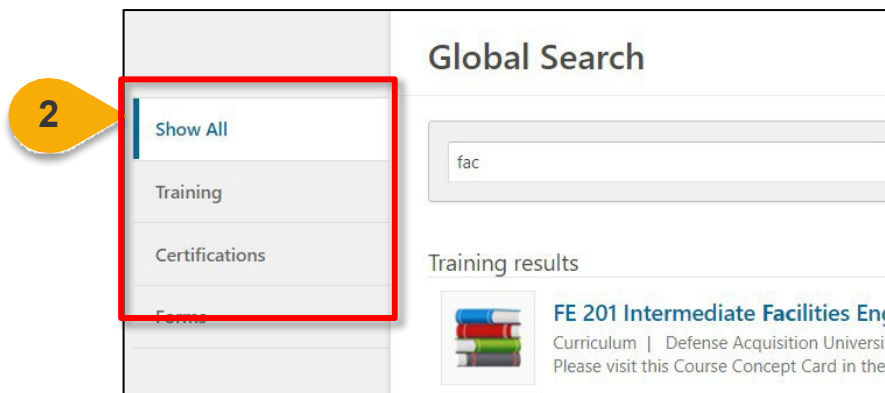 Global Search
2
Show All
fac
Training
Certifications
Training results
Forms
FE 201 Intermediate Facilities Eng
Curriculum | Defense Acquisition Universi
Please visit this Course Concept Card in the